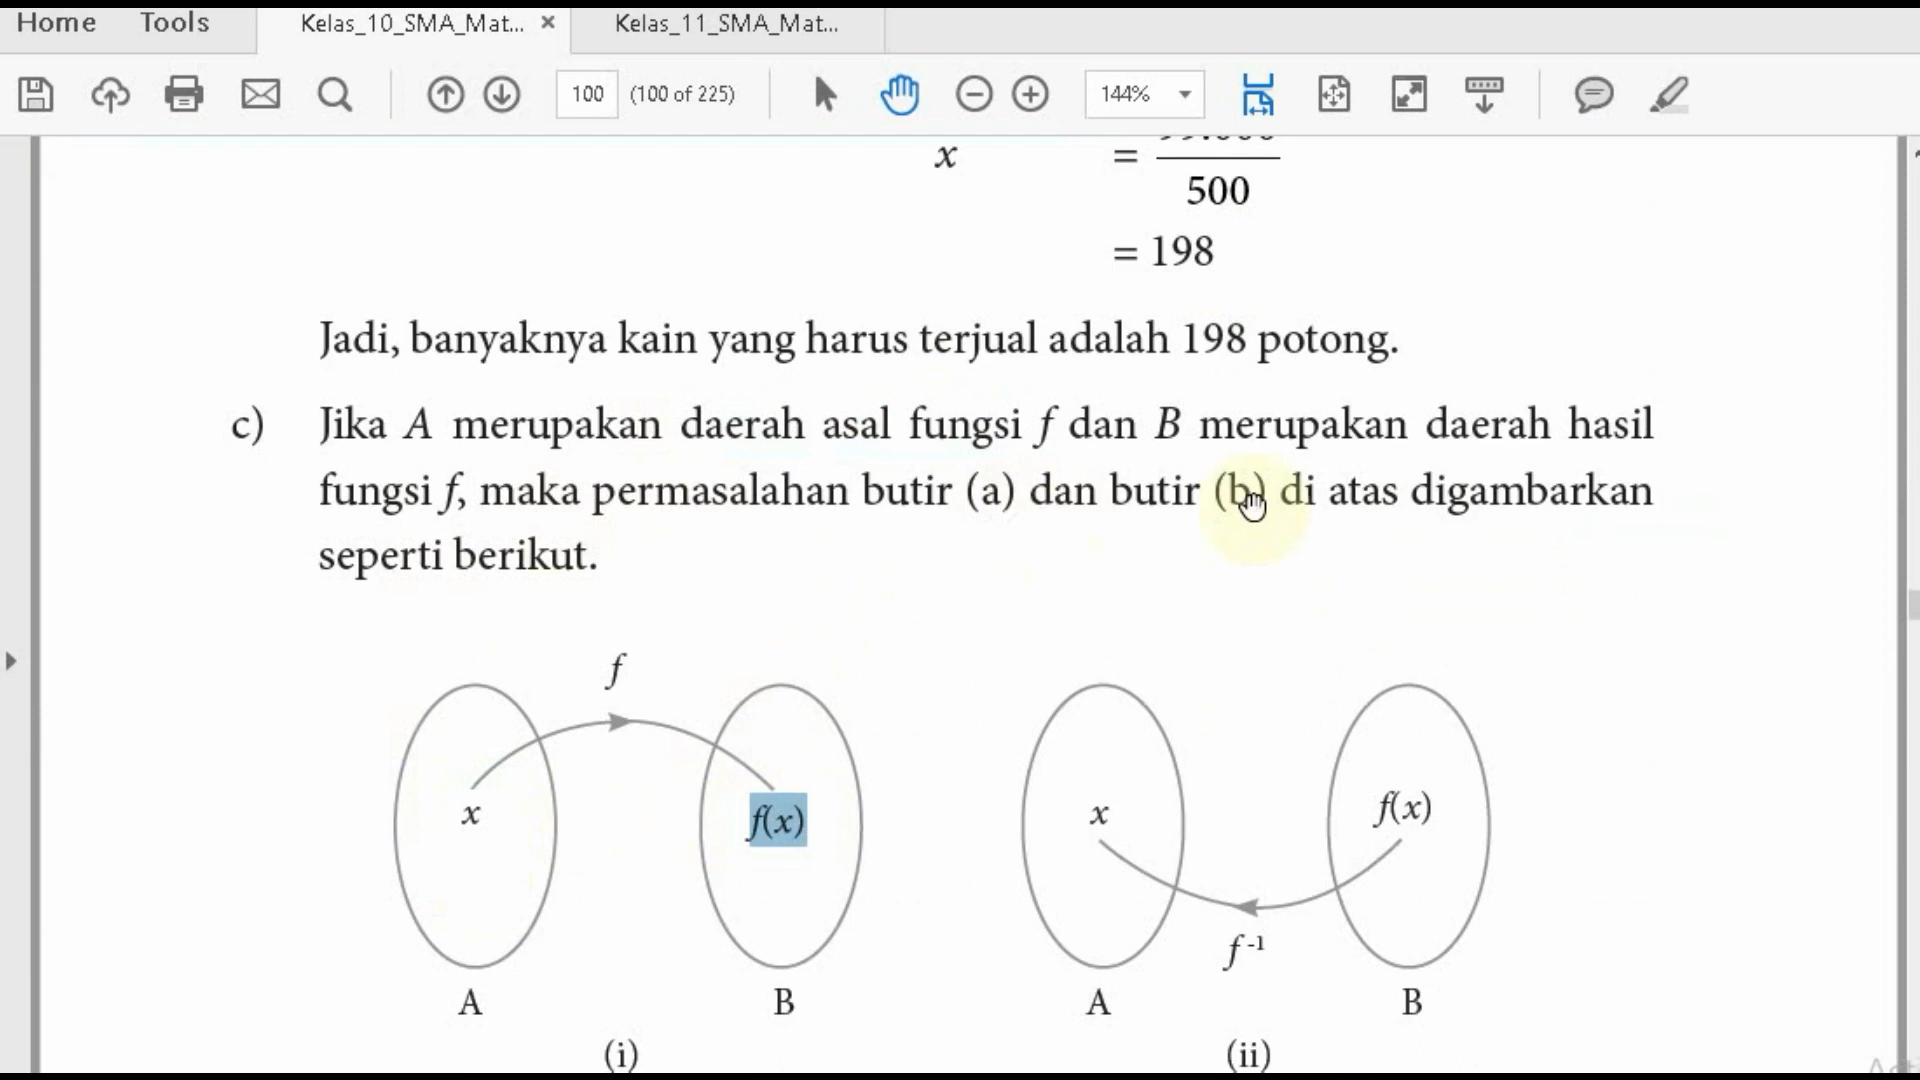 Home Tools Kelas_10_SMA_Mat... × Kelas_11_SMA_Mat...
100 (100 of 225) 144%
x =
500
= 198
Jadi, banyaknya kain yang harus terjual adalah 198 potong.
c) Jika A merupakan daerah asal fungsi f dan B merupakan daerah hasil
fungsi f, maka permasalahan butir (a) dan butir (b) di atas digambarkan
seperti berikut.
f
x f(x) x f(x)
f⁻¹
A B A B
(i) (ii)